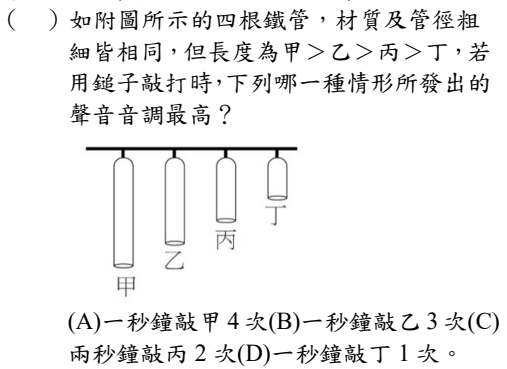 （　）如附圖所示的四根鐵管，材質及管徑粗
細皆相同，但長度為甲＞乙＞丙＞丁，若
用鎚子敲打時，下列哪一種情形所發出的
聲音音調最高？
丁
丙
乙
甲
(A)一秒鐘敲甲 4 次(B)一秒鐘敲乙 3 次(C)
兩秒鐘敲丙 2 次(D)一秒鐘敲丁 1 次。